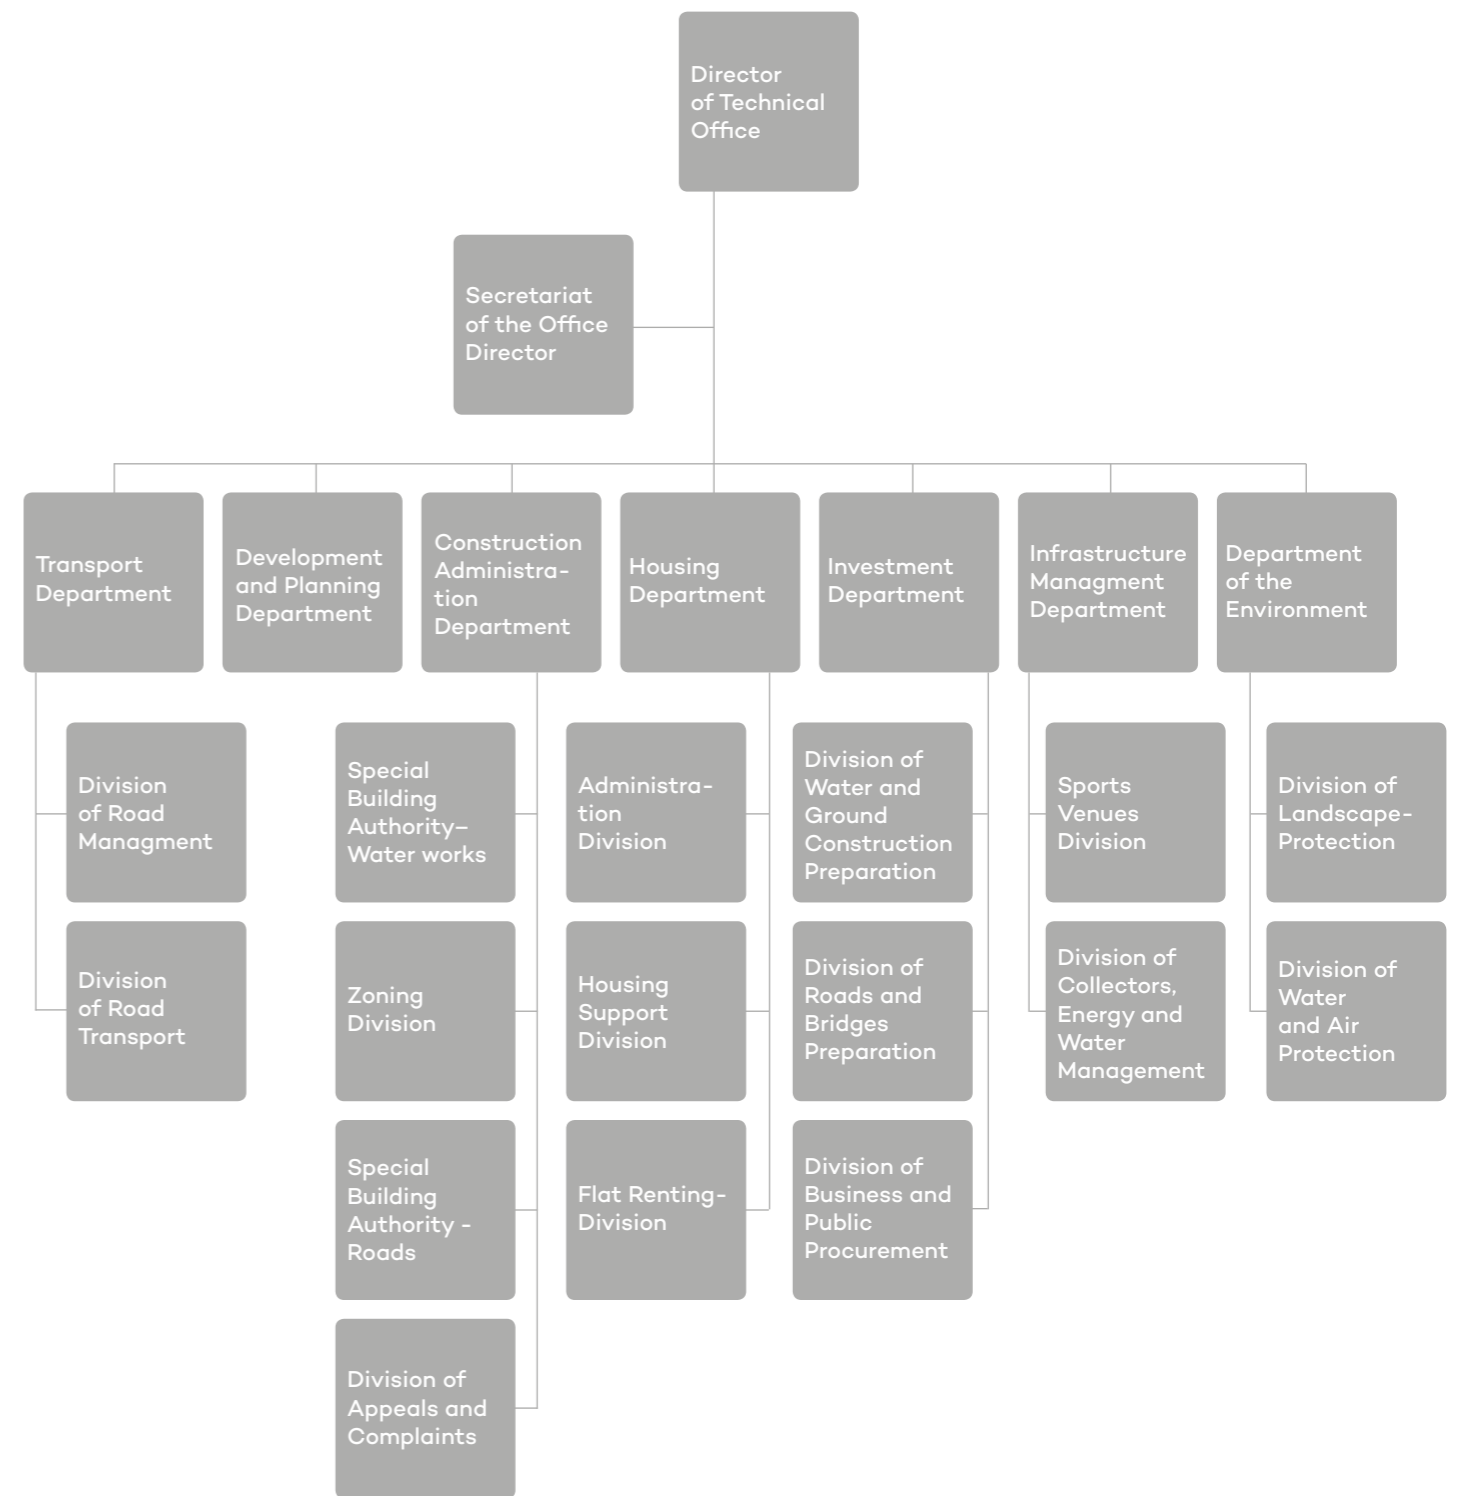 Director
of Technical
Office
Secretariat
of the Office
Director
Transport
Department
Development
and Planning
Department
Construction
Administra-
tion
Department
Housing
Department
Investment
Department
Infrastructure
Managment
Department
Department
of the
Environment
Division
of Road
Managment
Special
Building
Authority–
Water works
Administra-
tion
Division
Division of
Water and
Ground
Construction
Preparation
Sports
Venues
Division
Division of
Landscape-
Protection
Division
of Road
Transport
Zoning
Division
Housing
Support
Division
Division of
Roads and
Bridges
Preparation
Division of
Collectors,
Energy and
Water
Management
Division of
Water
and Air
Protection
Special
Building
Authority -
Roads
Flat Renting-
Division
Division of
Business and
Public
Procurement
Division of
Appeals and
Complaints